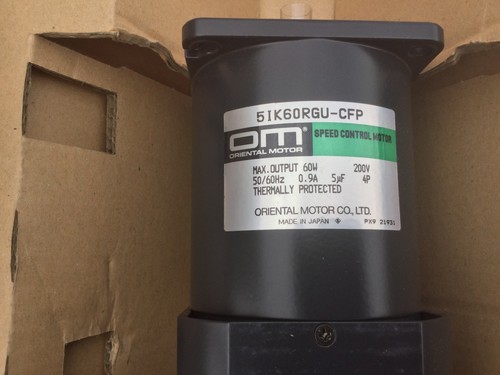 51K60RGU-CFP
OM
ORIENTAL MOTOR
SPEED CONTROL MOTOR
MAX.OUTPUT 60W 200V
50/60Hz 0.9A 5µF 4P
THERMALLY PROTECTED
ORIENTAL MOTOR CO., LTD.
MADE IN JAPAN